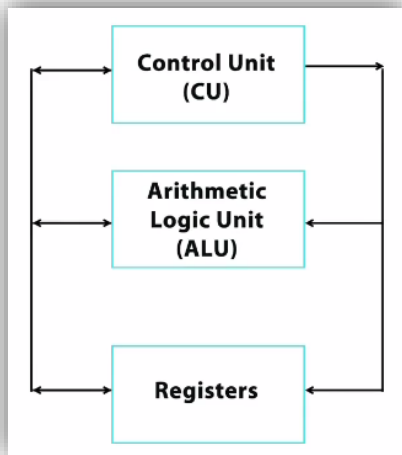 Control Unit
(CU)
Arithmetic
Logic Unit
(ALU)
Registers